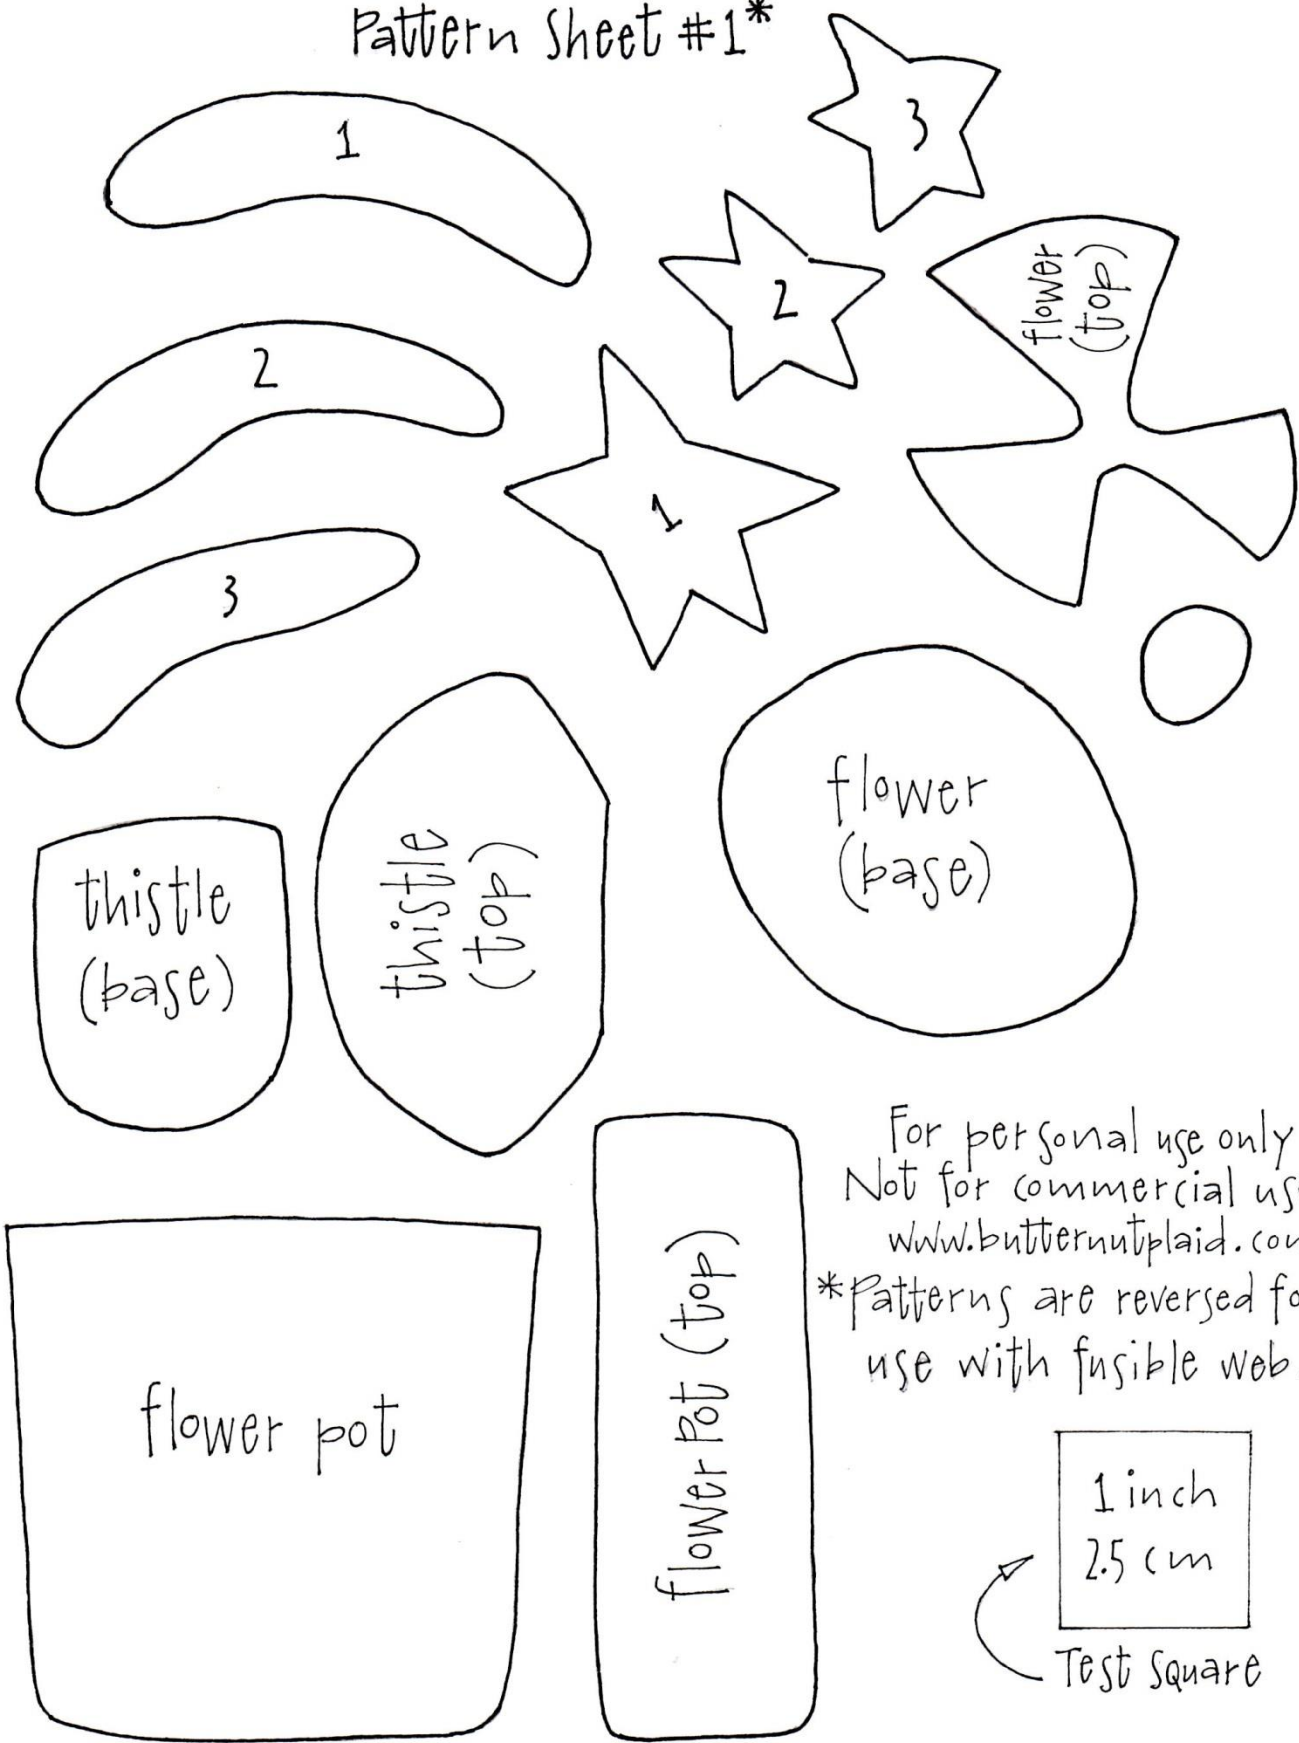 Pattern Sheet #1*
1
3
2
2
1
3
flower
(top)
flower
(base)
thistle
(base)
thistle
(top)
For personal use only
Not for commercial us
www.butternutplaid.com
*Patterns are reversed fo
use with fusible web
flower pot
flower Pot (top)
1 inch
2.5 cm
Test Square